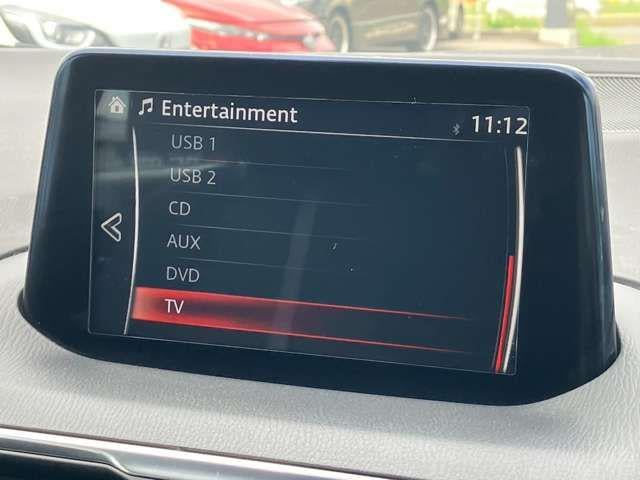 Entertainment
11:12
USB 1
USB 2
CD
AUX
DVD
TV